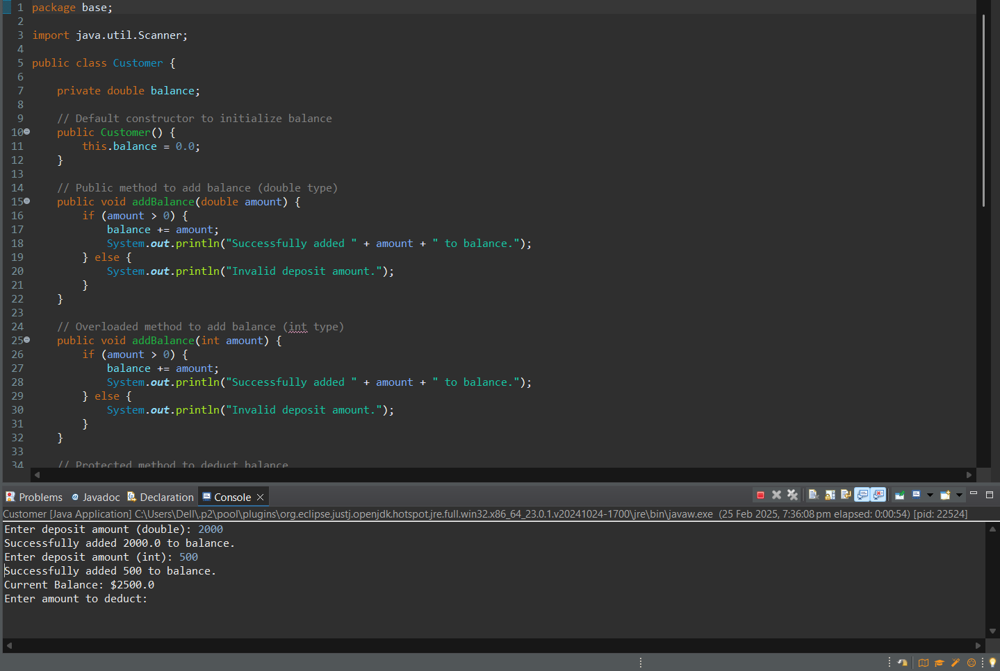 1 package base;
2
3 import java.util.Scanner;
4
5 public class Customer {
6
7     private double balance;
8
9     // Default constructor to initialize balance
10     public Customer() {
11         this.balance = 0.0;
12     }
13
14     // Public method to add balance (double type)
15     public void addBalance(double amount) {
16         if (amount > 0) {
17             balance += amount;
18             System.out.println("Successfully added " + amount + " to balance.");
19         } else {
20             System.out.println("Invalid deposit amount.");
21         }
22     }
23
24     // Overloaded method to add balance (int type)
25     public void addBalance(int amount) {
26         if (amount > 0) {
27             balance += amount;
28             System.out.println("Successfully added " + amount + " to balance.");
29         } else {
30             System.out.println("Invalid deposit amount.");
31         }
32     }
33
34     // Protected method to deduct balance
Problems @ Javadoc Declaration Console
Customer [Java Application] C:\Users\Dell\.p2\pool\plugins\org.eclipse.justj.openjdk.hotspot.jre.full.win32.x86_64_23.0.1.v20241024-1700\jre\bin\javaw.exe (25 Feb 2025, 7:36:08 pm elapsed: 0:00:54) [pid: 22524]
Enter deposit amount (double): 2000
Successfully added 2000.0 to balance.
Enter deposit amount (int): 500
Successfully added 500 to balance.
Current Balance: $2500.0
Enter amount to deduct: